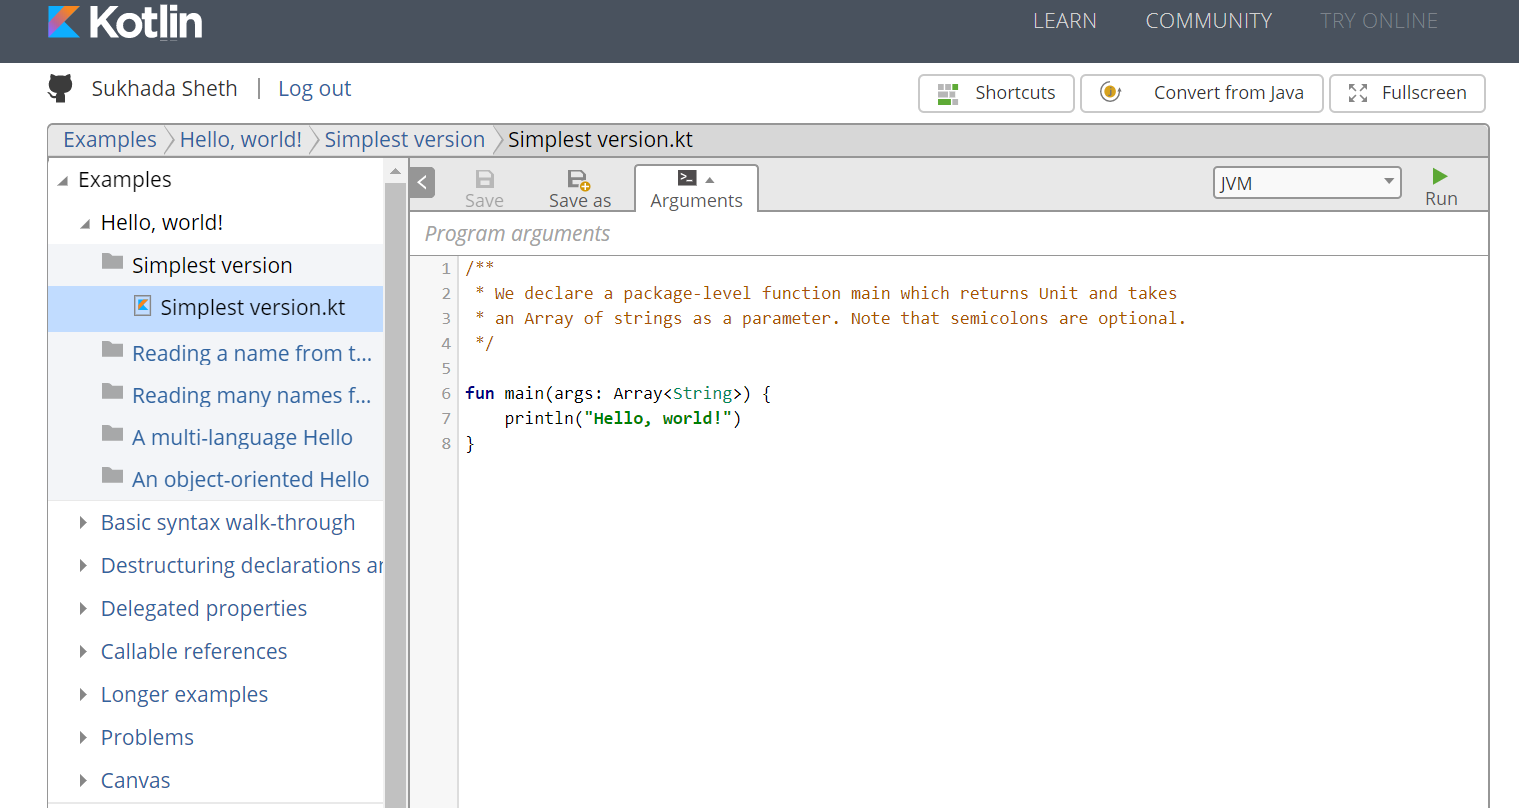 Kotlin
LEARN COMMUNITY TRY ONLINE
Sukhada Sheth | Log out
Shortcuts Convert from Java Fullscreen
Examples Hello, world! Simplest version Simplest version.kt
Examples
Hello, world!
Simplest version
Simplest version.kt
Reading a name from t...
Reading many names f...
A multi-language Hello
An object-oriented Hello
Basic syntax walk-through
Destructuring declarations ar
Delegated properties
Callable references
Longer examples
Problems
Canvas
Save Save as Arguments JVM Run
Program arguments
1 /**
2  * We declare a package-level function main which returns Unit and takes
3  * an Array of strings as a parameter. Note that semicolons are optional.
4  */
5
6 fun main(args: Array<String>) {
7     println("Hello, world!")
8 }